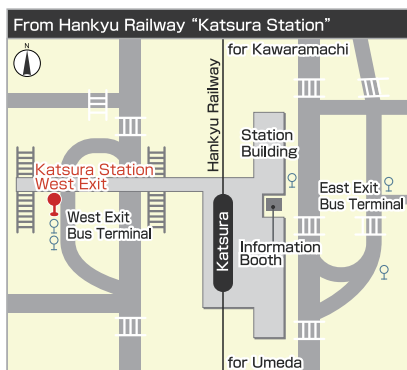 From Hankyu Railway “Katsura Station”
N
for Kawaramachi
Hankyu Railway
Station
Building
Katsura Station
West Exit
East Exit
Bus Terminal
West Exit
Bus Terminal
Katsura
Information
Booth
for Umeda